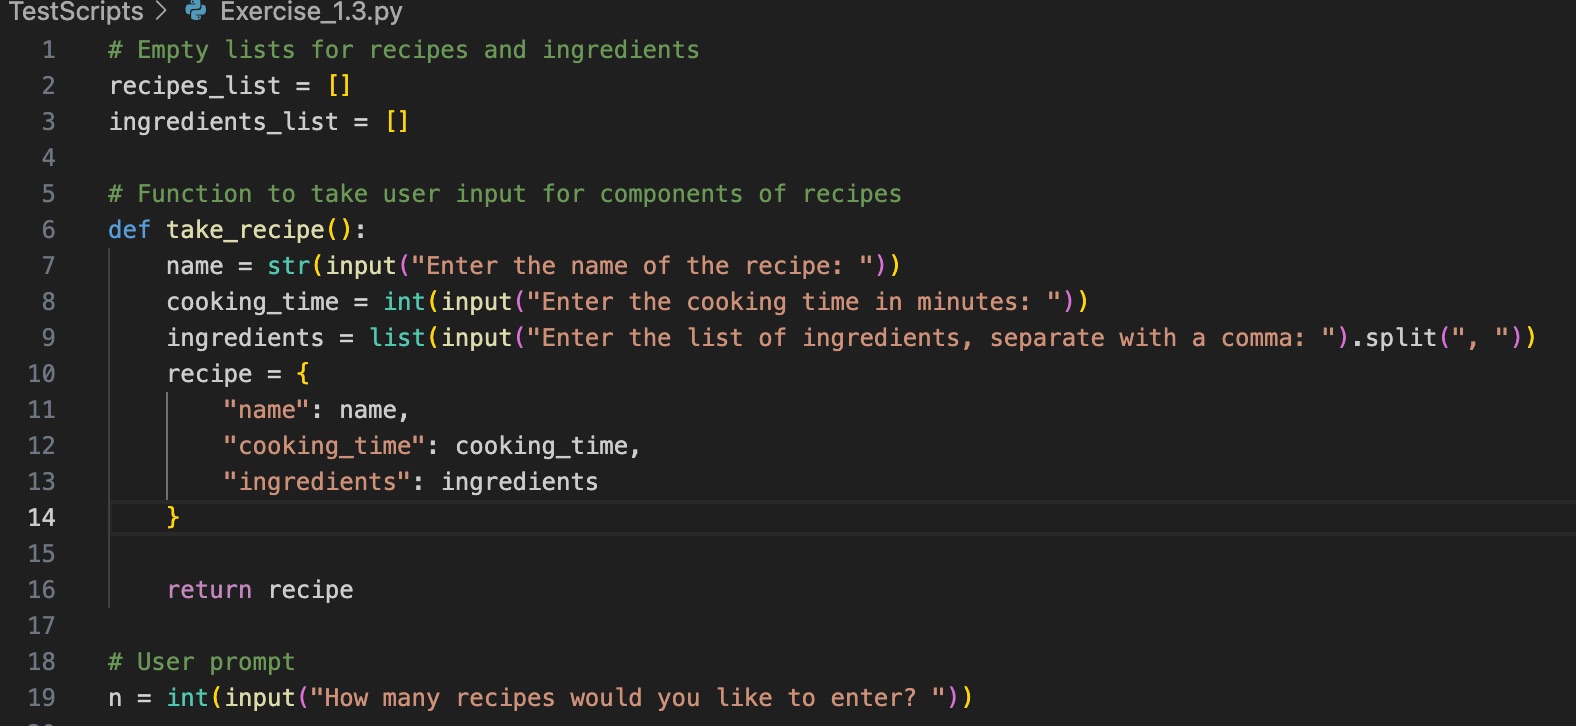 TestScripts > Exercise_1.3.py
1 # Empty lists for recipes and ingredients
2 recipes_list = []
3 ingredients_list = []
4
5 # Function to take user input for components of recipes
6 def take_recipe():
7     name = str(input("Enter the name of the recipe: "))
8     cooking_time = int(input("Enter the cooking time in minutes: "))
9     ingredients = list(input("Enter the list of ingredients, separate with a comma: ").split(", "))
10     recipe = {
11         "name": name,
12         "cooking_time": cooking_time,
13         "ingredients": ingredients
14     }
15
16     return recipe
17
18 # User prompt
19 n = int(input("How many recipes would you like to enter? "))